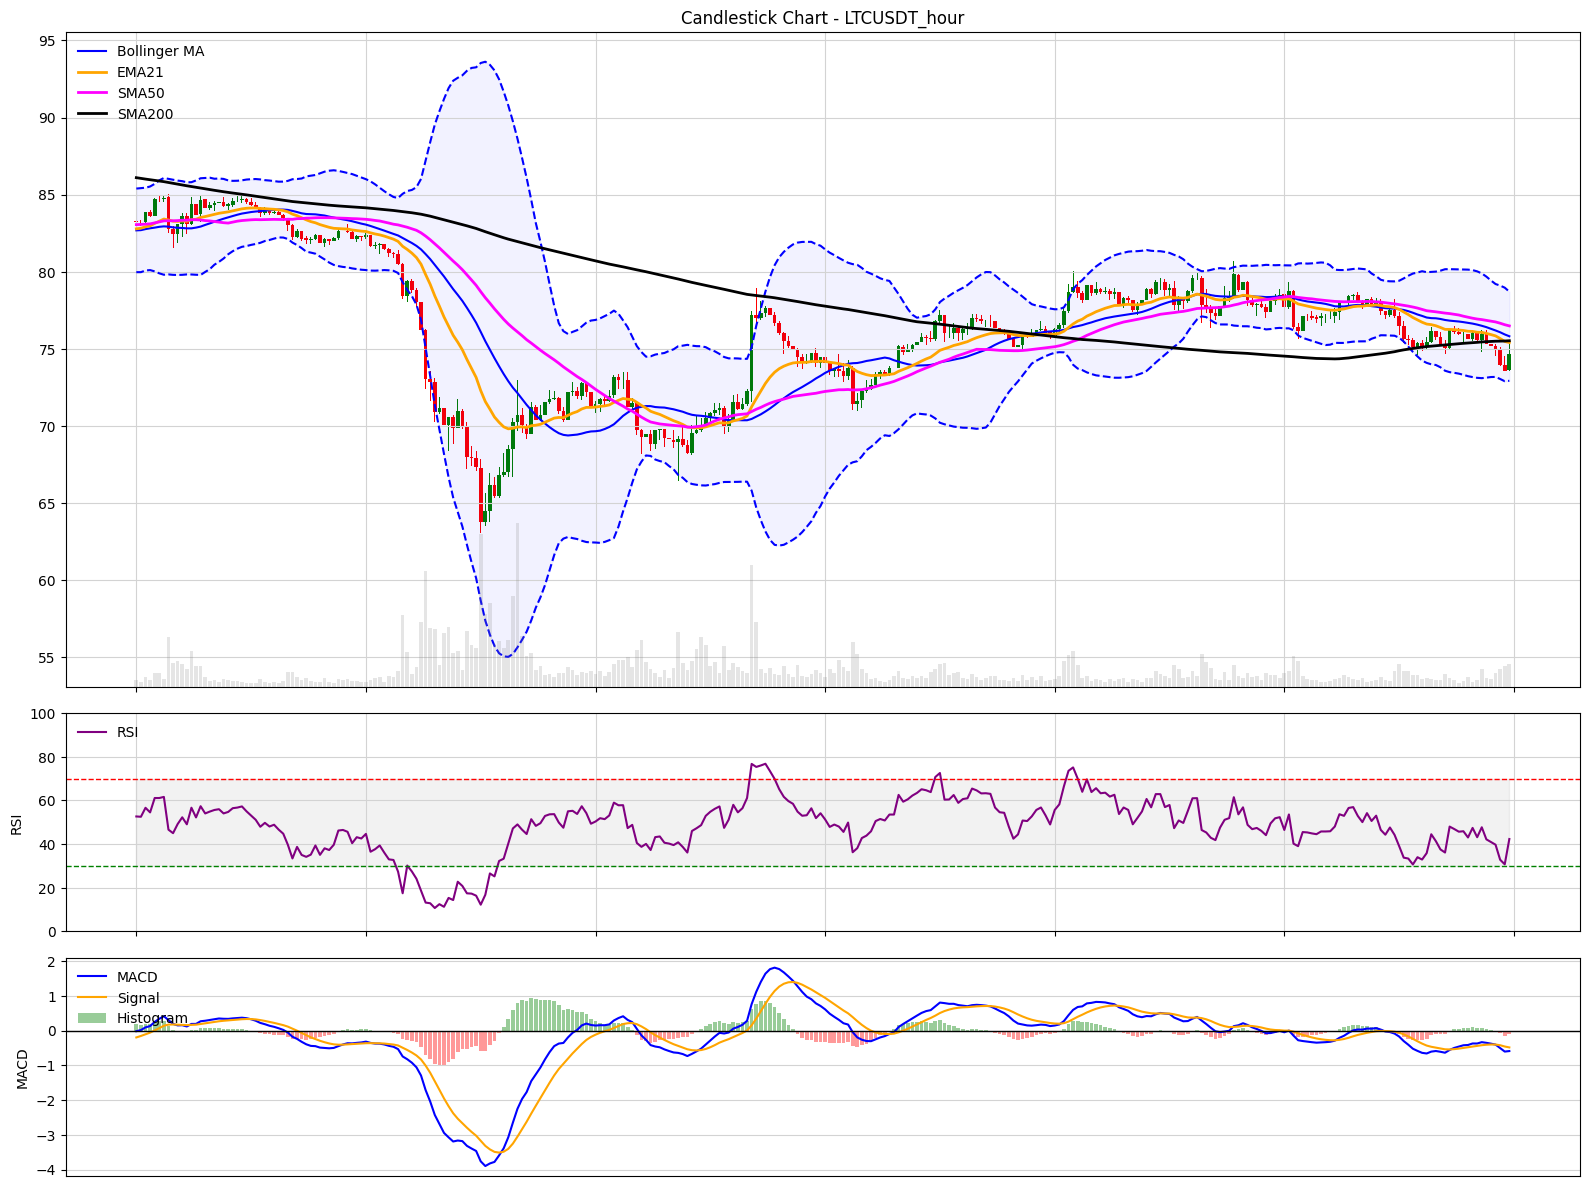 Candlestick Chart - LTCUSDT_hour
95
90
85
80
75
70
65
60
55
Bollinger MA
EMA21
SMA50
SMA200
100
80
60
40
20
0
RSI
RSI
2
1
0
−1
−2
−3
−4
MACD
MACD
Signal
Histogram